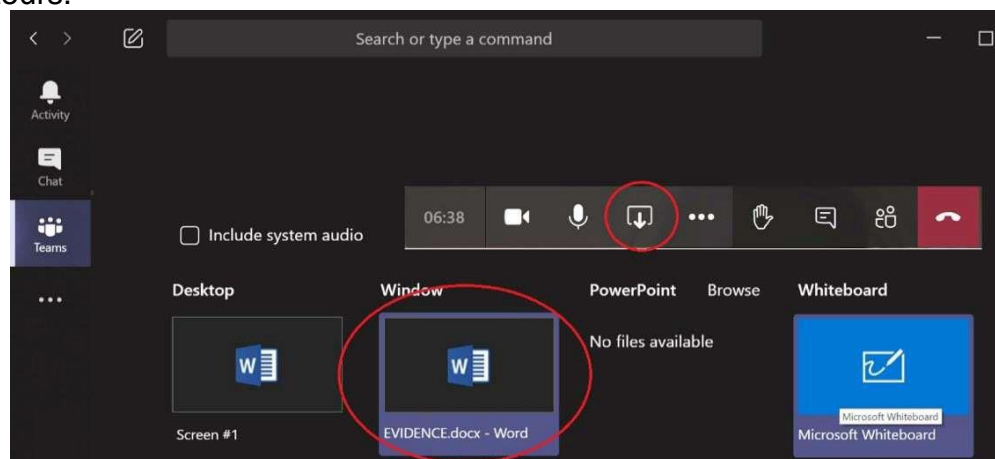 Search or type a command
Activity
Chat
Teams
06:38
Include system audio
Desktop
Window
PowerPoint Browse
Whiteboard
No files available
W
W
Screen #1
EVIDENCE.docx - Word
Microsoft Whiteboard
Microsoft Whiteboard